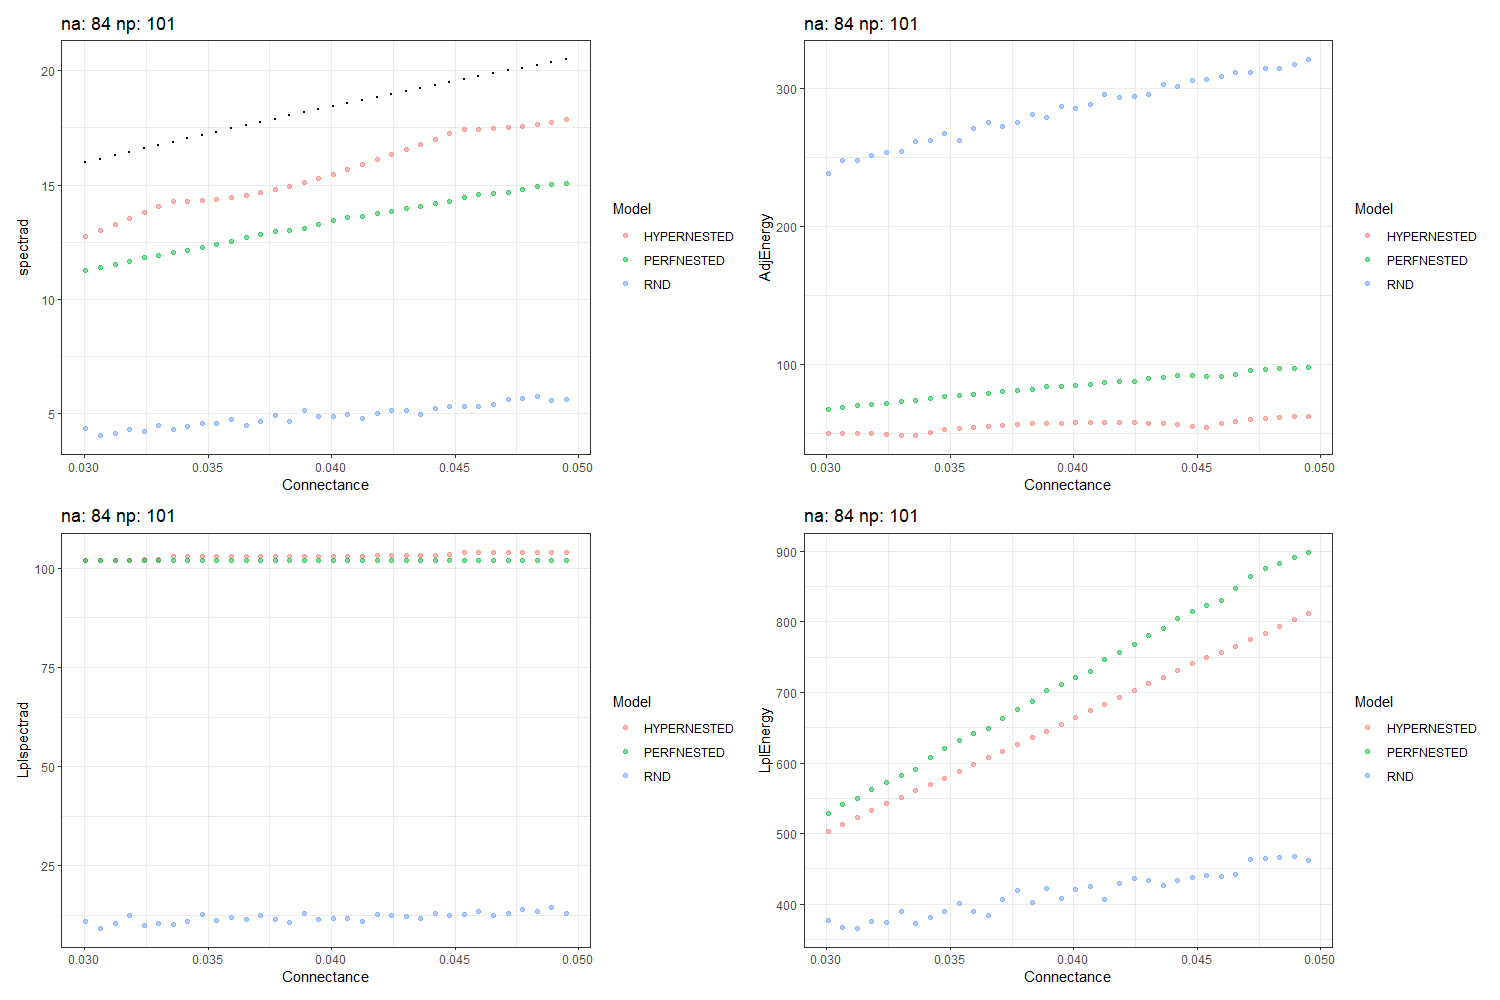 na: 84 np: 101
spectrad
20
15
10
5
0.030 0.035 0.040 0.045 0.050
Connectance
Model
HYPERNESTED
PERFNESTED
RND
na: 84 np: 101
AdjEnergy
300
200
100
0.030 0.035 0.040 0.045 0.050
Connectance
Model
HYPERNESTED
PERFNESTED
RND
na: 84 np: 101
Lplspectrad
100
75
50
25
0.030 0.035 0.040 0.045 0.050
Connectance
Model
HYPERNESTED
PERFNESTED
RND
na: 84 np: 101
LplEnergy
900
800
700
600
500
400
0.030 0.035 0.040 0.045 0.050
Connectance
Model
HYPERNESTED
PERFNESTED
RND